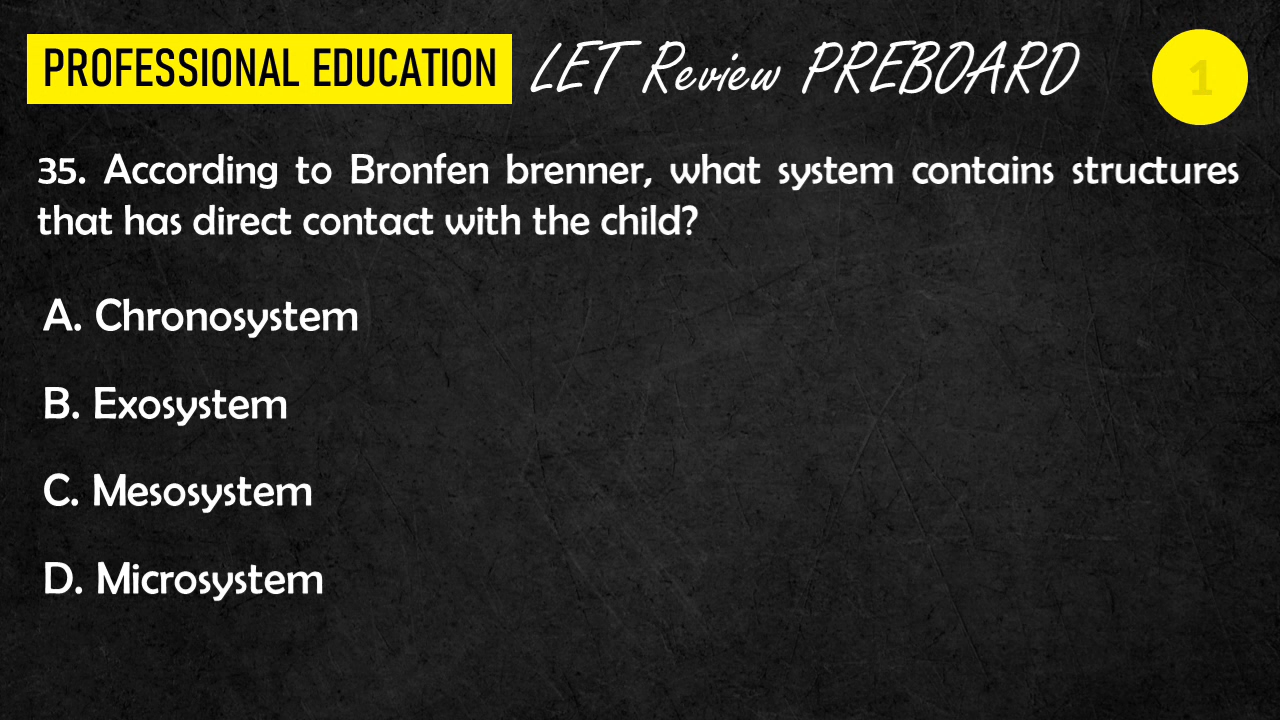 PROFESSIONAL EDUCATION LET Review PREBOARD 1
35. According to Bronfen brenner, what system contains structures
that has direct contact with the child?
A. Chronosystem
B. Exosystem
C. Mesosystem
D. Microsystem